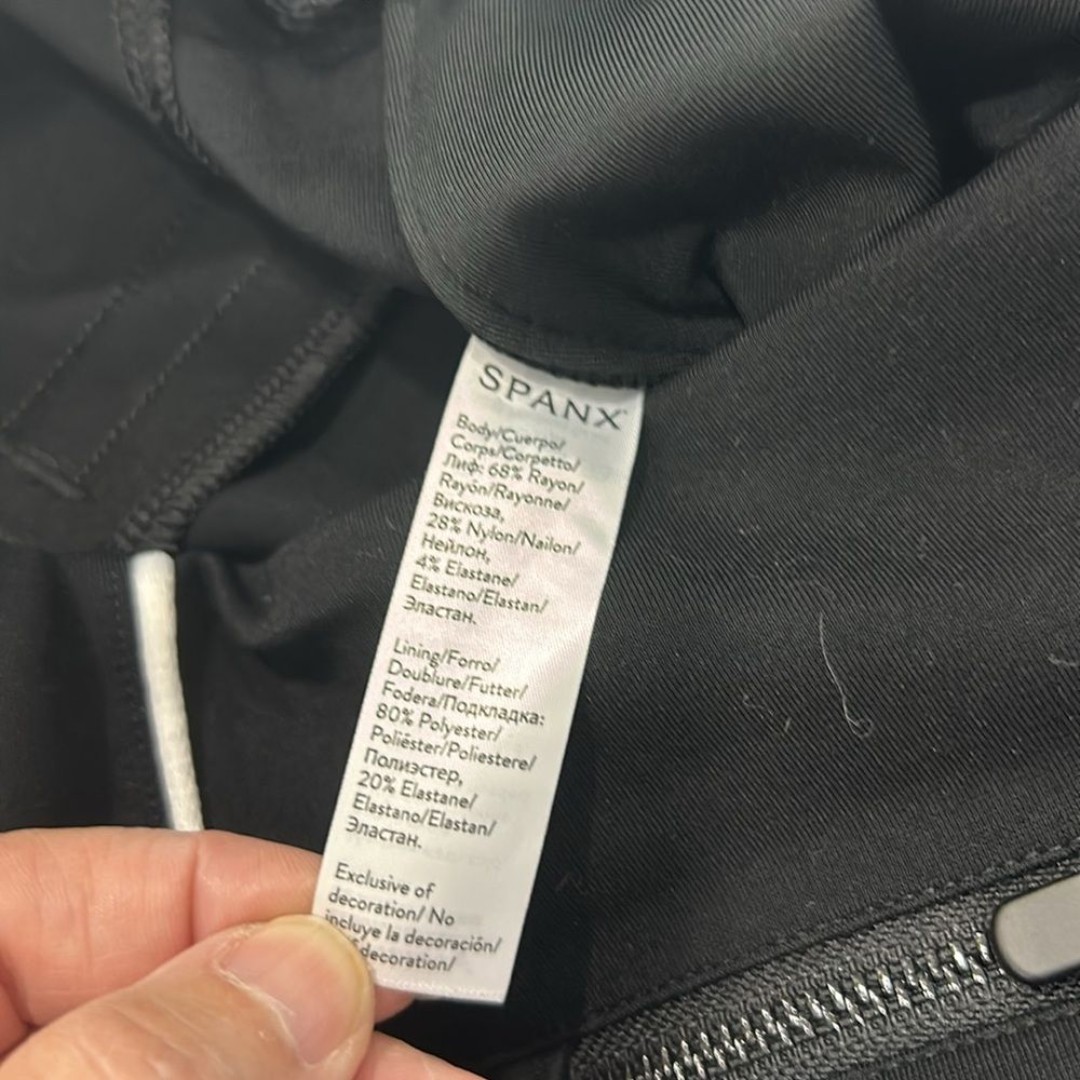 SPANX
Body/Cuerpo/
Corps/Corpetto/
Лиф: 68% Rayon/
Rayón/Rayonne/
Вискоза,
28% Nylon/Nailon/
Нейлон,
4% Elastane/
Elastano/Elastan/
Эластан.
Lining/Forro/
Doublure/Futter/
Fodera/Подкладка:
80% Polyester/
Poliéster/Poliestere/
Полиэстер,
20% Elastane/
Elastano/Elastan/
Эластан.
Exclusive of
decoration/ No
incluye la decoración/
decoration/